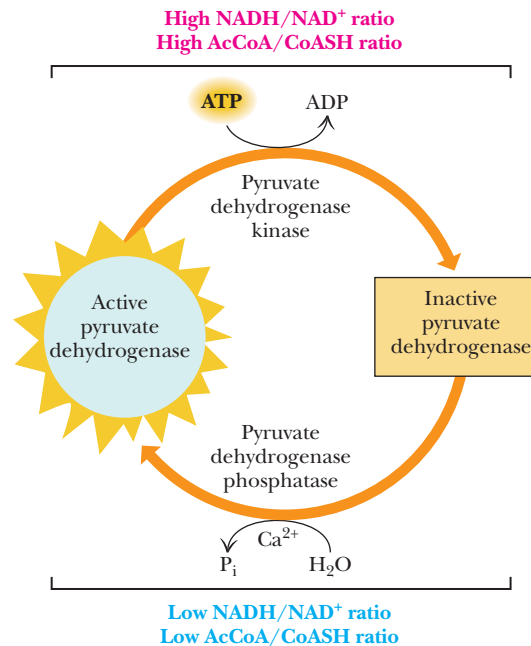 High NADH/NAD⁺ ratio
High AcCoA/CoASH ratio
ATP
ADP
Pyruvate
dehydrogenase
kinase
Active
pyruvate
dehydrogenase
Inactive
pyruvate
dehydrogenase
Pyruvate
dehydrogenase
phosphatase
Ca²⁺
Pᵢ
H₂O
Low NADH/NAD⁺ ratio
Low AcCoA/CoASH ratio